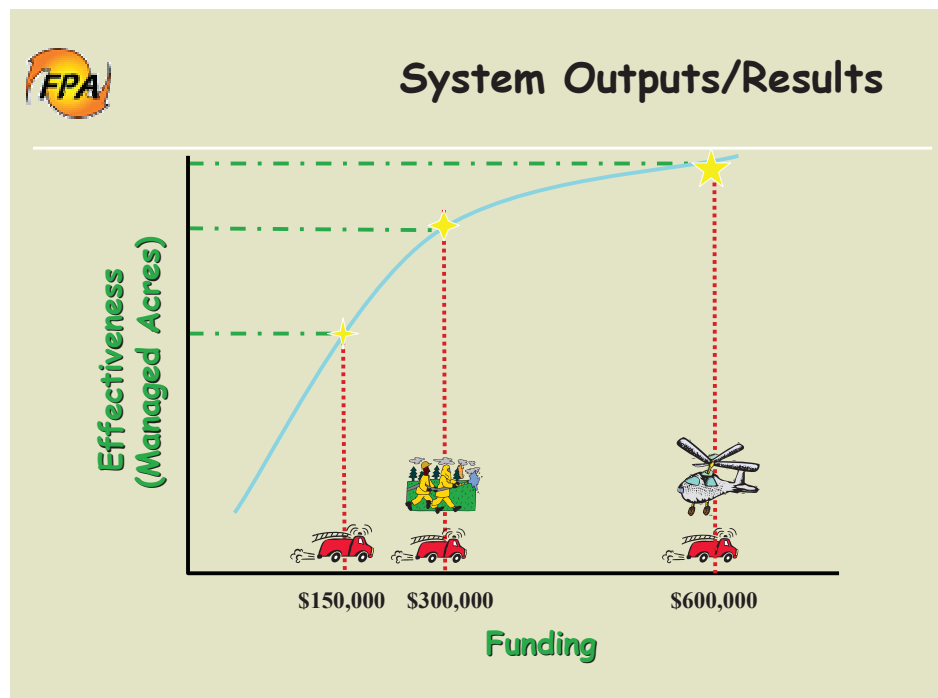 FPA
System Outputs/Results
Effectiveness
(Managed Acres)
$150,000 $300,000 $600,000
Funding